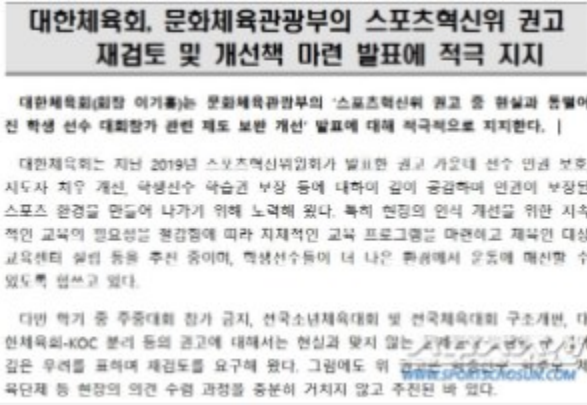 대한체육회, 문화체육관광부의 스포츠혁신위 권고
재검토 및 개선책 마련 발표에 적극 지지
대한체육회(회장 이기흥)는 문화체육관광부의 '스포츠혁신위 권고 중 현실과 동떨어
진 학생 선수 대회참가 관련 제도 보완 개선' 발표에 대해 적극적으로 지지한다.
대한체육회는 지난 2019년 스포츠혁신위원회가 발표한 권고 가운데 선수 인권 보호
지도자 처우 개선, 학생선수 학습권 보장 등에 대하여 깊이 공감하며 인권이 보장된
스포츠 환경을 만들어 나가기 위해 노력해 왔다. 특히 현장의 인식 개선을 위한 지속
적인 교육의 필요성을 절감함에 따라 자체적인 교육 프로그램을 마련하고 체육인 대상
교육센터 설립 등을 추진 중이며, 학생선수들이 더 나은 환경에서 운동에 매진할 수
있도록 힘쓰고 있다.
다만 학기 중 주중대회 참가 금지, 전국소년체육대회 및 전국체육대회 구조개편, 대
한체육회-KOC 분리 등의 권고에 대해서는 현실과 맞지 않는
깊은 우려를 표하며 재검토를 요구해 왔다. 그럼에도 위
육단체 등 현장의 의견 수렴 과정을 충분히 거치지 않고 추진된 바 있다.
WWW.SPORTSCHOSUN.COM